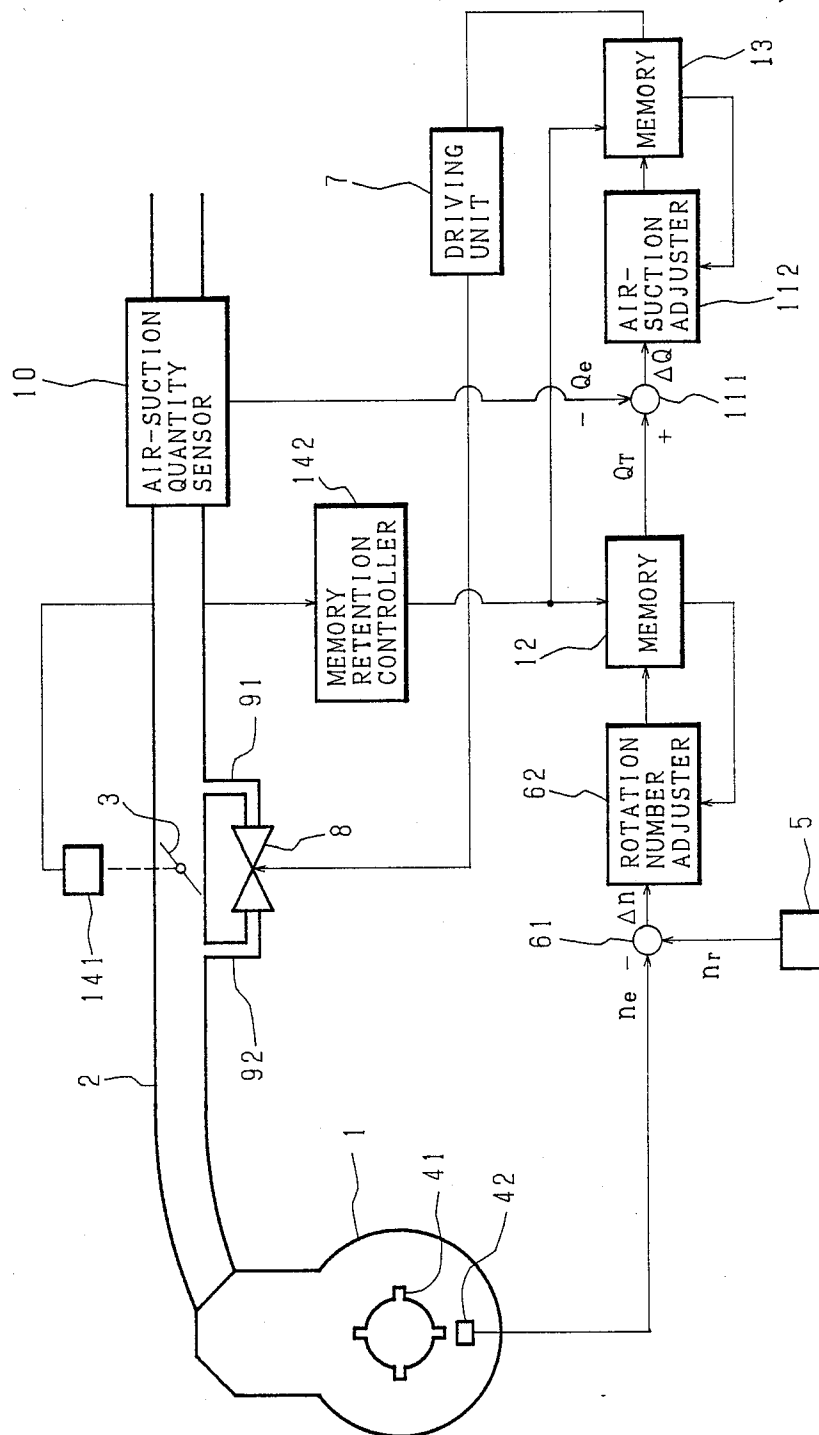 10
AIR-SUCTION
QUANTITY
SENSOR
7
DRIVING
UNIT
MEMORY
13
142
MEMORY
RETENTION
CONTROLLER
Qe
−
AIR-
SUCTION
ADJUSTER
112
ΔQ
111
+
QT
3
141
91
8
92
12
MEMORY
62
ROTATION
NUMBER
ADJUSTER
Δn
61
−
ne
nr
5
2
1
41
42